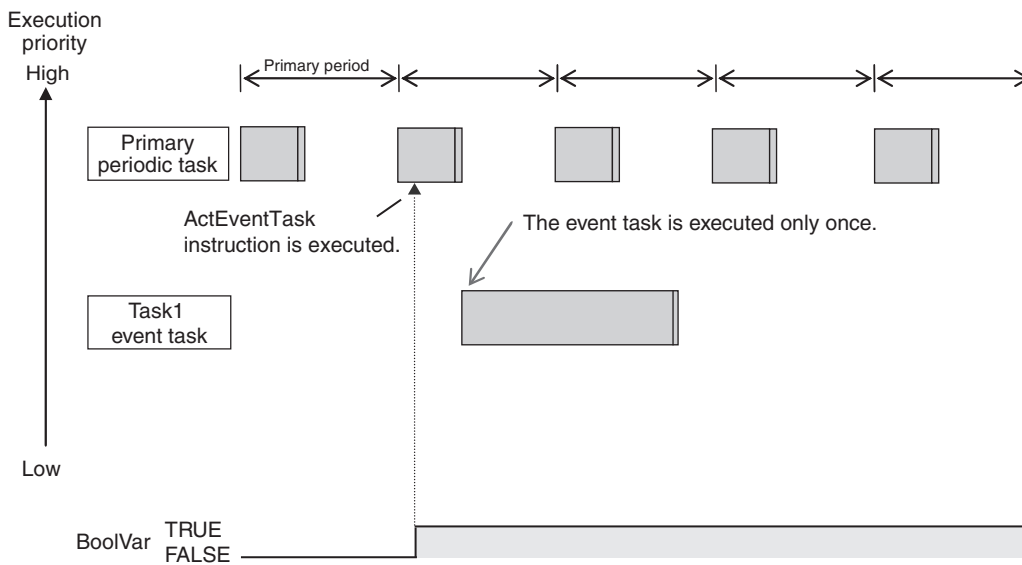 Execution
priority
High
Primary period
Primary
periodic task
ActEventTask
instruction is executed.
The event task is executed only once.
Task1
event task
Low
BoolVar
TRUE
FALSE